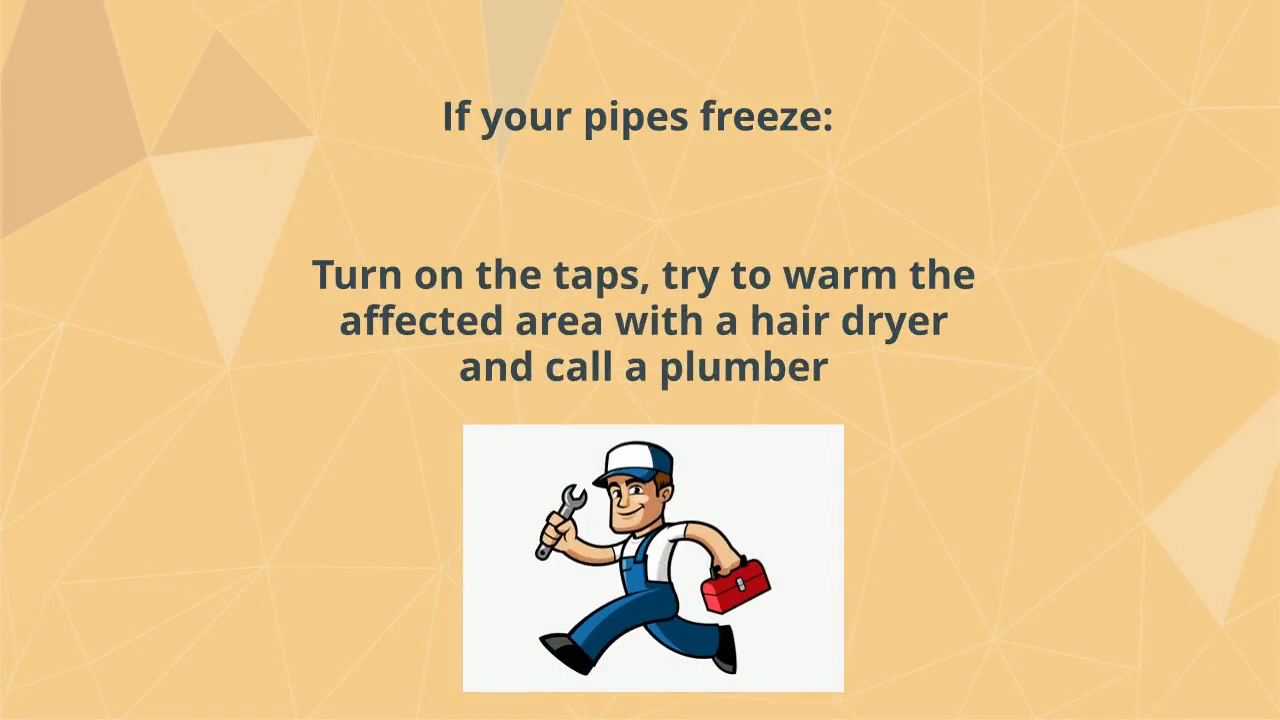 If your pipes freeze:
Turn on the taps, try to warm the
affected area with a hair dryer
and call a plumber